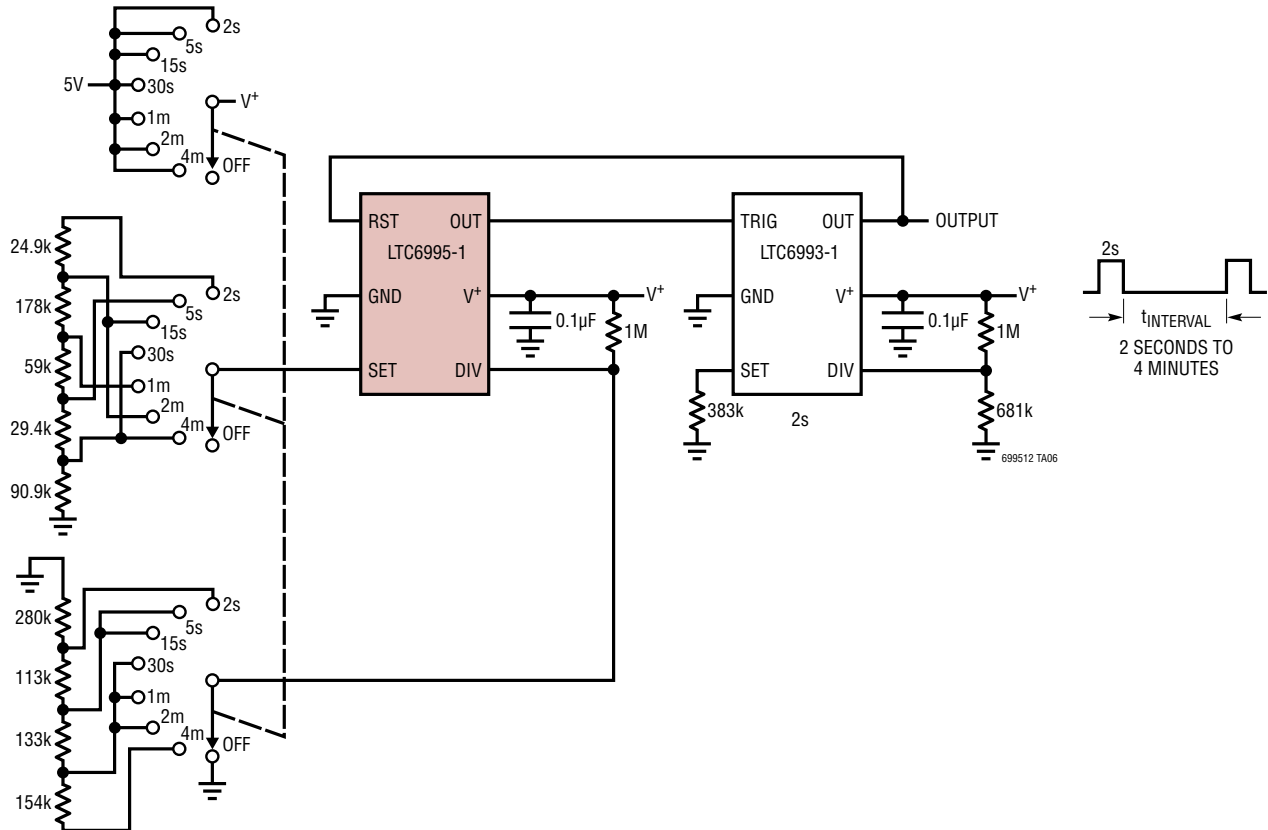 2s
5s
15s
5V
30s
V+
1m
2m
4m
OFF
24.9k
178k
59k
29.4k
90.9k
2s
5s
15s
30s
1m
2m
4m
OFF
280k
113k
133k
154k
2s
5s
15s
30s
1m
2m
4m
OFF
RST
OUT
LTC6995-1
GND
V+
SET
DIV
0.1µF
1M
V+
TRIG
OUT
LTC6993-1
GND
V+
SET
DIV
383k
2s
OUTPUT
0.1µF
1M
V+
681k
699512 TA06
2s
tINTERVAL
2 SECONDS TO
4 MINUTES